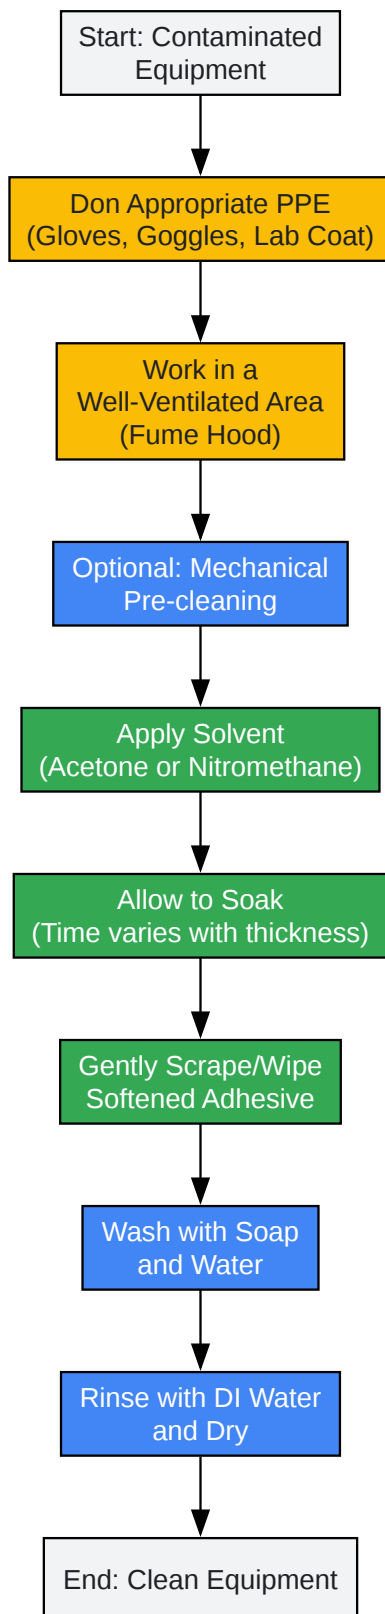 Start: Contaminated
Equipment
Don Appropriate PPE
(Gloves, Goggles, Lab Coat)
Work in a
Well-Ventilated Area
(Fume Hood)
Optional: Mechanical
Pre-cleaning
Apply Solvent
(Acetone or Nitromethane)
Allow to Soak
(Time varies with thickness)
Gently Scrape/Wipe
Softened Adhesive
Wash with Soap
and Water
Rinse with DI Water
and Dry
End: Clean Equipment